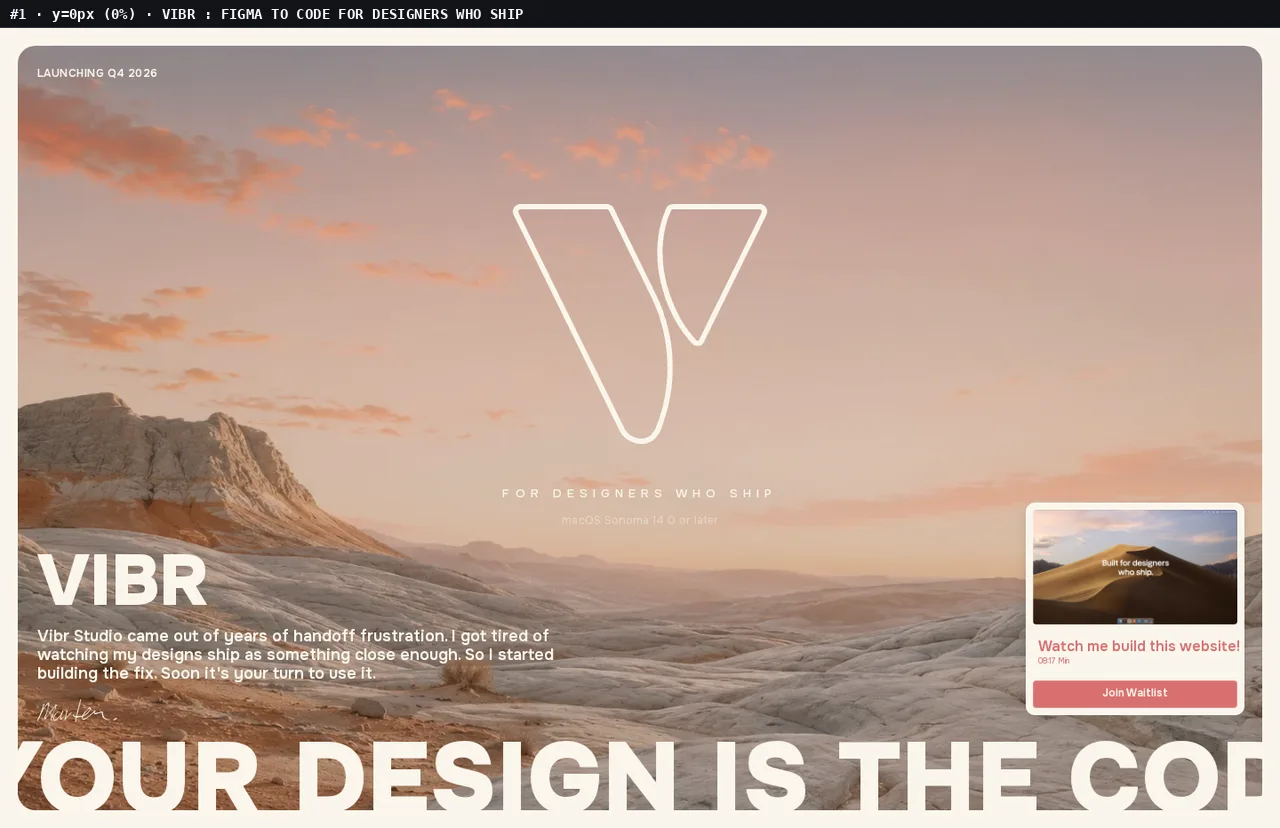 #1 · y=0px (0%) · VIBR : FIGMA TO CODE FOR DESIGNERS WHO SHIP
LAUNCHING Q4 2026
FOR DESIGNERS WHO SHIP
macOS Sonoma 14.0 or later
VIBR
Vibr Studio came out of years of handoff frustration. I got tired of
watching my designs ship as something close enough. So I started
building the fix. Soon it's your turn to use it.
Marten.
Built for designers
who ship.
Watch me build this website!
08:17 Min
Join Waitlist
YOUR DESIGN IS THE COD